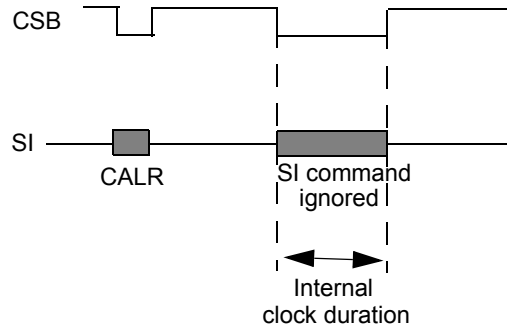 CSB
SI
CALR
SI command
ignored
Internal
clock duration